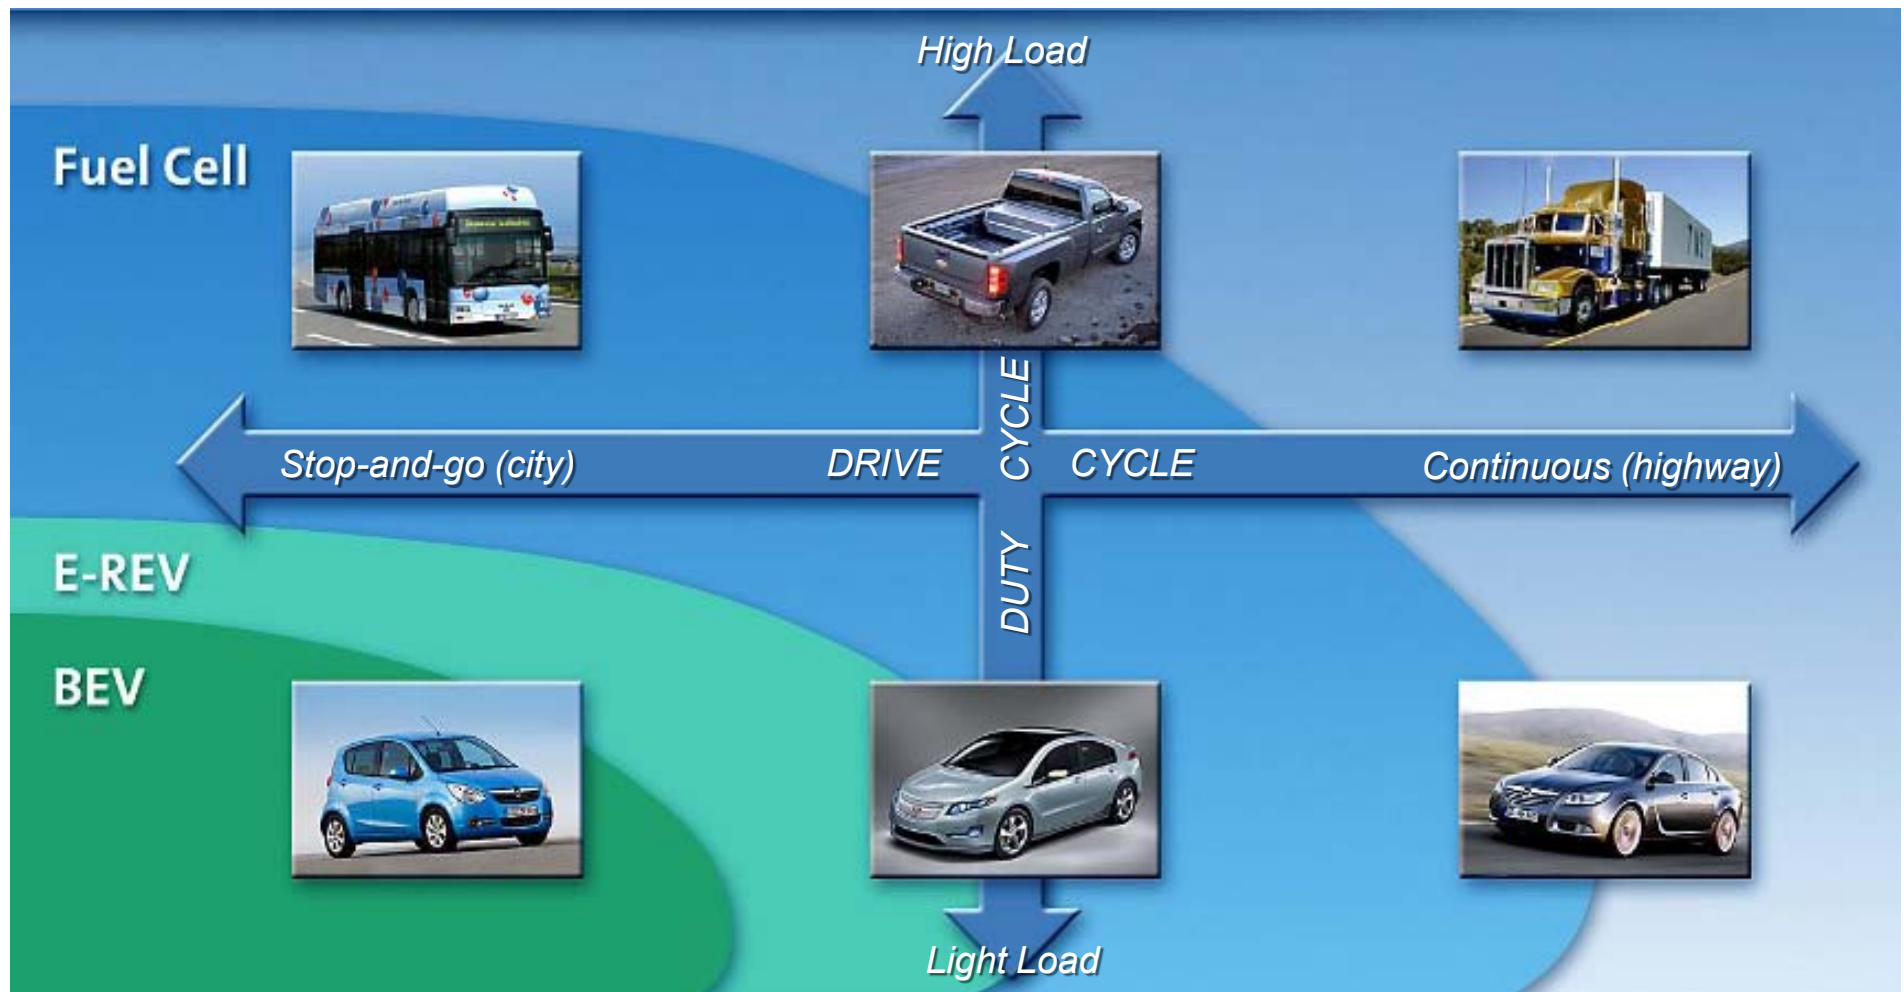 High Load
Fuel Cell
Stop-and-go (city)
DRIVE CYCLE
Continuous (highway)
DUTY CYCLE
E-REV
BEV
Light Load